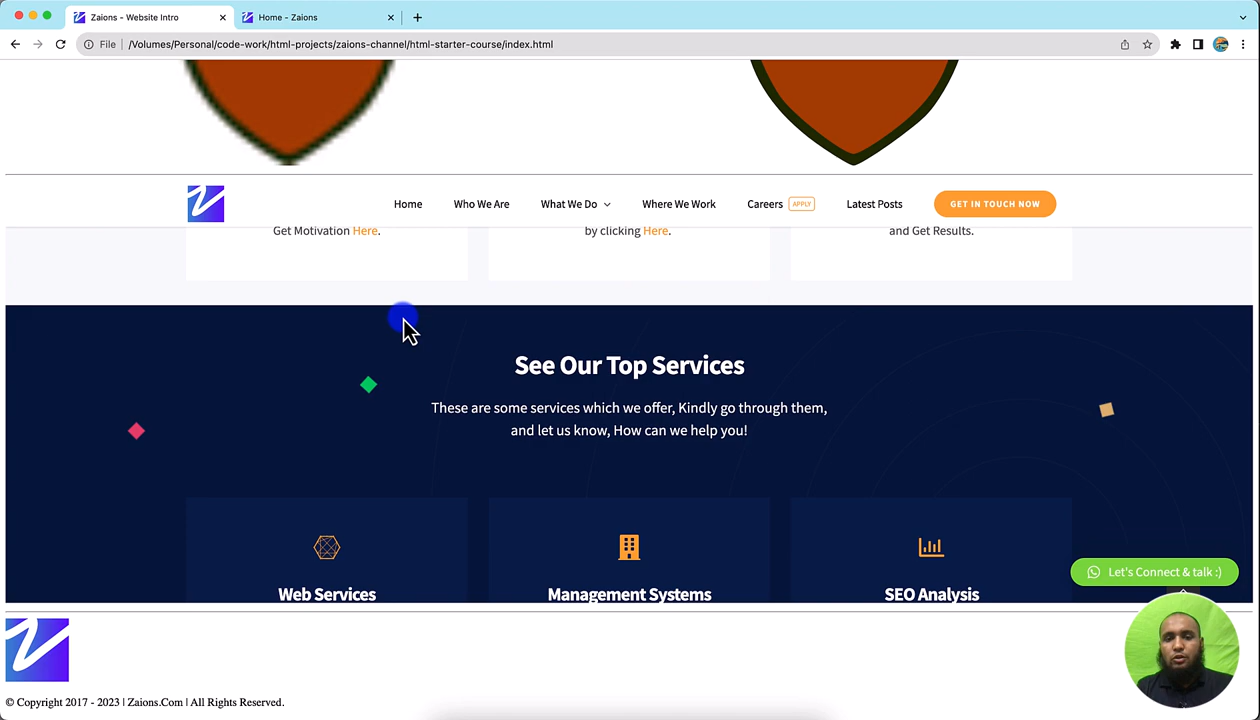 Zaions - Website Intro
Home - Zaions
File
/Volumes/Personal/code-work/html-projects/zaions-channel/html-starter-course/index.html
Home
Who We Are
What We Do
Where We Work
Careers
APPLY
Latest Posts
GET IN TOUCH NOW
Get Motivation Here.
by clicking Here.
and Get Results.
See Our Top Services
These are some services which we offer, Kindly go through them,
and let us know, How can we help you!
Web Services
Management Systems
SEO Analysis
Let's Connect & talk :)
© Copyright 2017 - 2023 | Zaions.Com | All Rights Reserved.